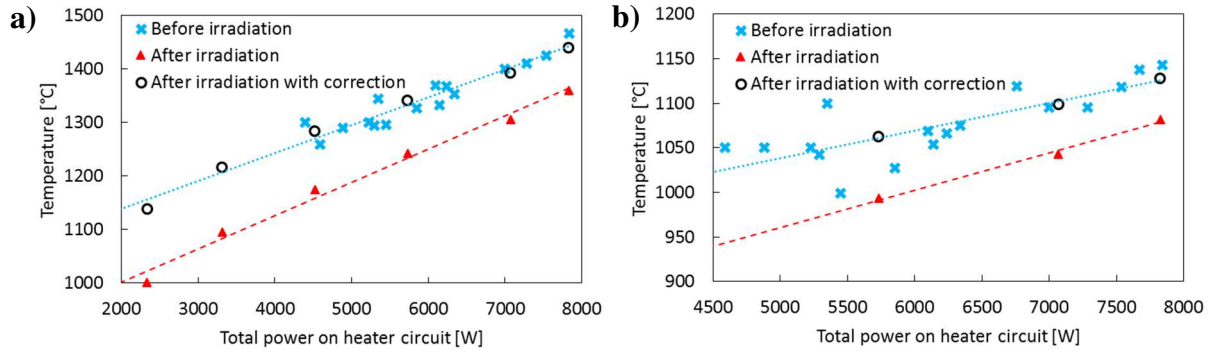 a)
Temperature [°C]
1500
1400
1300
1200
1100
1000
Before irradiation
After irradiation
After irradiation with correction
2000 3000 4000 5000 6000 7000 8000
Total power on heater circuit [W]
b)
Temperature [°C]
1200
1150
1100
1050
1000
950
900
Before irradiation
After irradiation
After irradiation with correction
4500 5000 5500 6000 6500 7000 7500 8000
Total power on heater circuit [W]